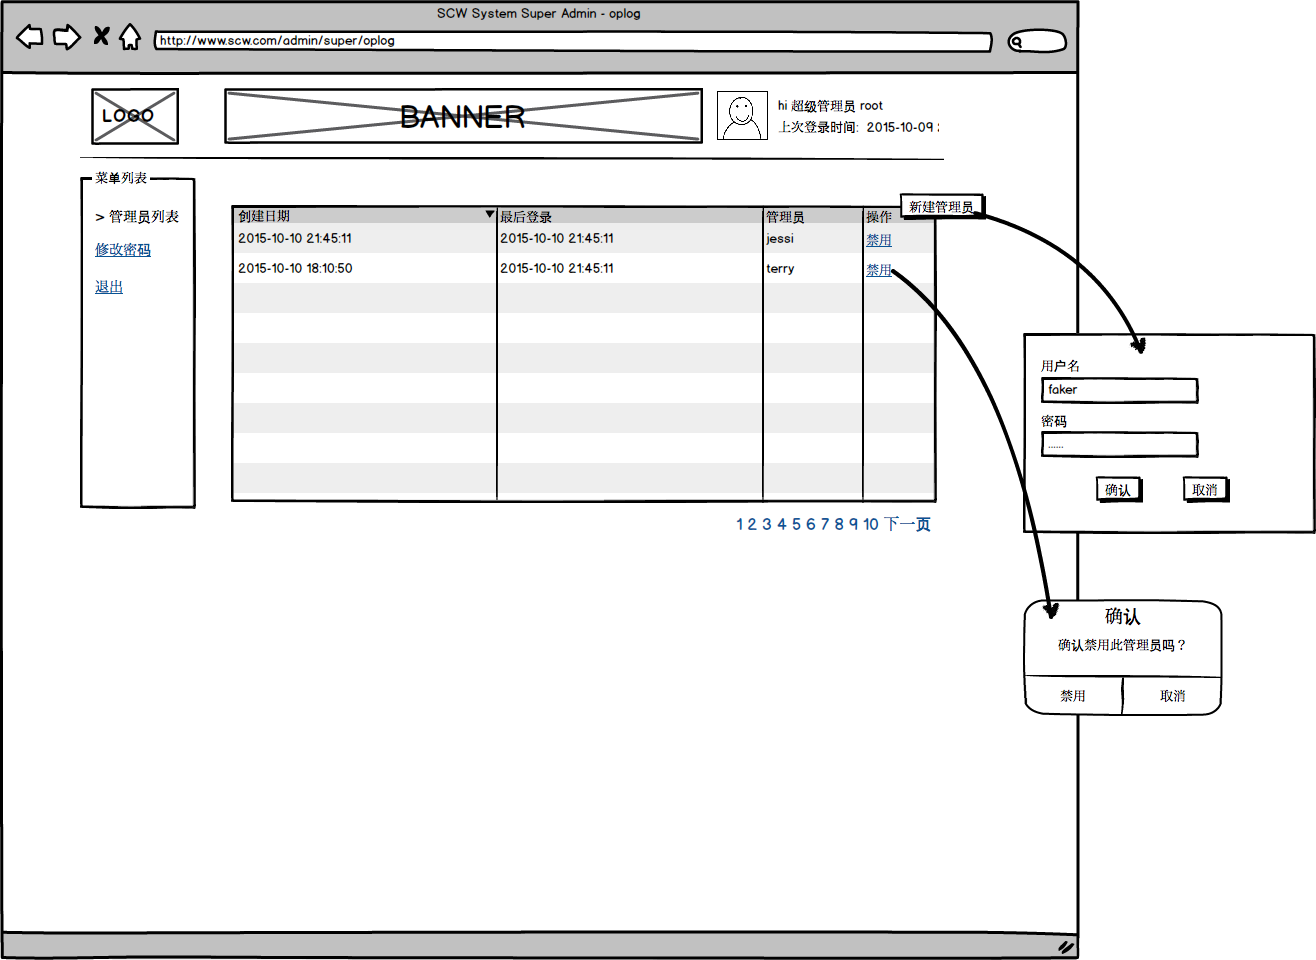 SCW System Super Admin - oplog
http://www.scw.com/admin/super/oplog
LOGO
BANNER
hi 超级管理员 root
上次登录时间: 2015-10-09
菜单列表
> 管理员列表
修改密码
退出
新建管理员
创建日期 最后登录 管理员 操作
2015-10-10 21:45:11 2015-10-10 21:45:11 jessi 禁用
2015-10-10 18:10:50 2015-10-10 21:45:11 terry 禁用
1 2 3 4 5 6 7 8 9 10 下一页
用户名
faker
密码
......
确认 取消
确认
确认禁用此管理员吗？
禁用 取消